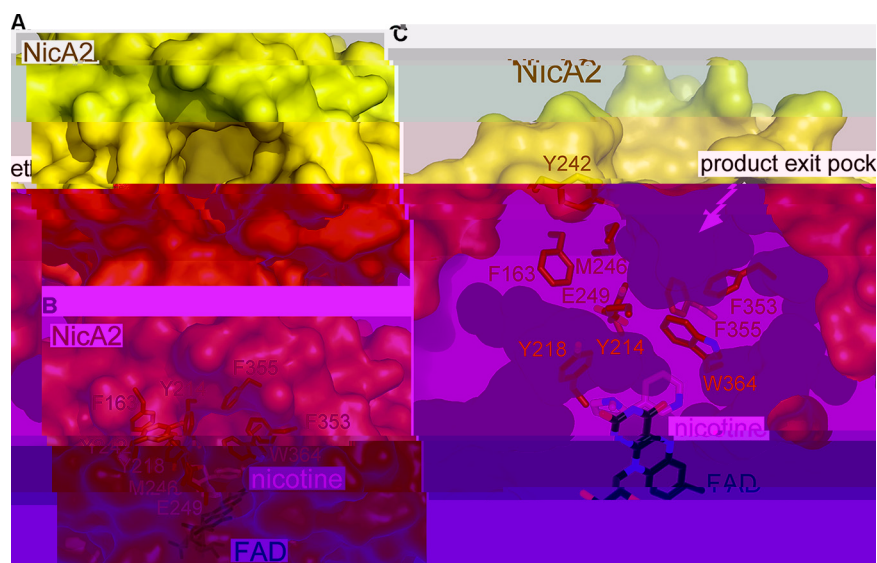 A
NicA2
B
NicA2
F355
F163
F353
W364
Y218
M246
nicotine
E249
FAD
C
NicA2
Y242
product exit pock
F163
M246
E249
F353
F355
Y218
Y214
W364
nicotine
FAD